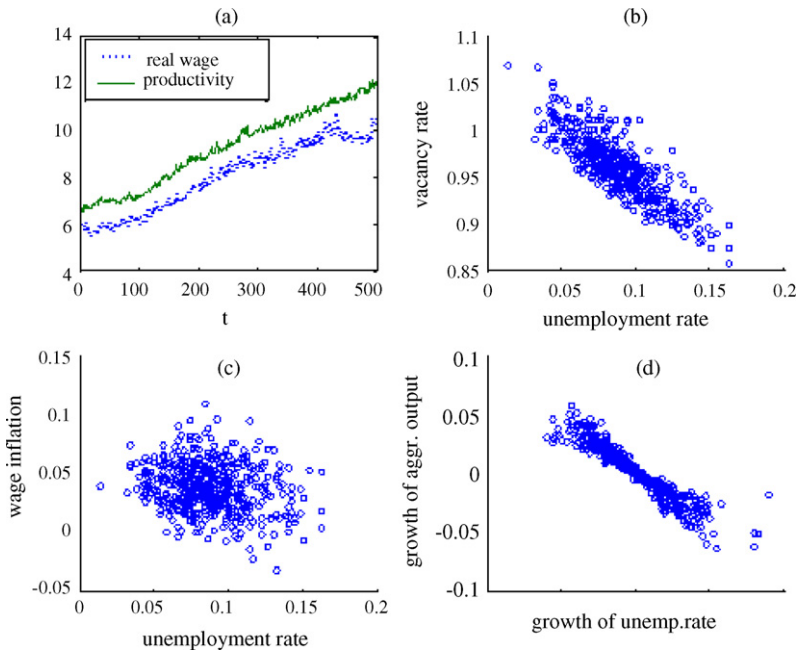 (a)
14
12
10
8
6
4
real wage
productivity
0 100 200 300 400 500
t
(b)
1.1
1.05
1
0.95
0.9
0.85
vacancy rate
0 0.05 0.1 0.15 0.2
unemployment rate
(c)
0.15
0.1
0.05
0
-0.05
wage inflation
0 0.05 0.1 0.15 0.2
unemployment rate
(d)
0.1
0.05
0
-0.05
-0.1
growth of aggr. output
growth of unemp.rate